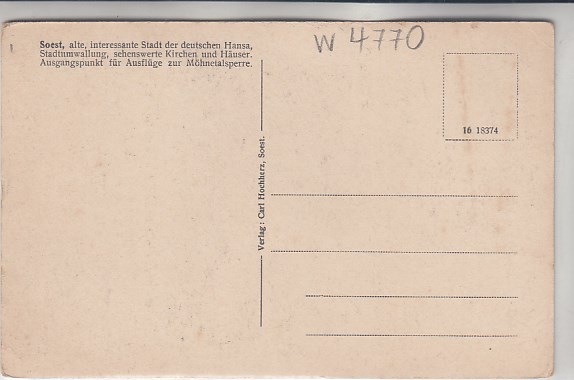 Soest, alte, interessante Stadt der deutschen Hansa,
Stadtumwallung, sehenswerte Kirchen und Häuser.
Ausgangspunkt für Ausflüge zur Möhnetalsperre.
W 4770
16 18374
Verlag: Carl Hochherz, Soest.